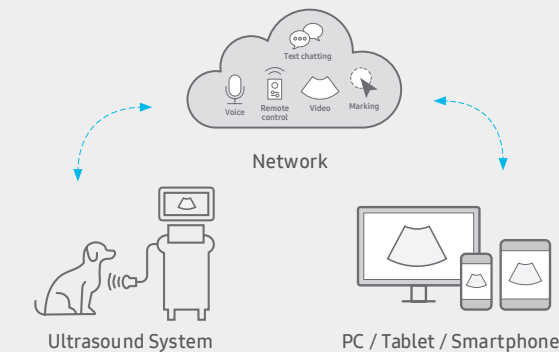 Text chatting
Voice
Remote
control
Video
Marking
Network
Ultrasound System
PC / Tablet / Smartphone